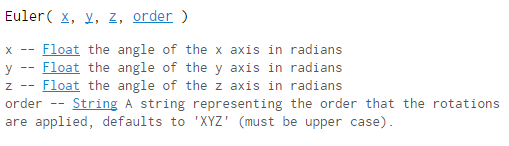 Euler( x, y, z, order )
x -- Float the angle of the x axis in radians
y -- Float the angle of the y axis in radians
z -- Float the angle of the z axis in radians
order -- String A string representing the order that the rotations
are applied, defaults to 'XYZ' (must be upper case).